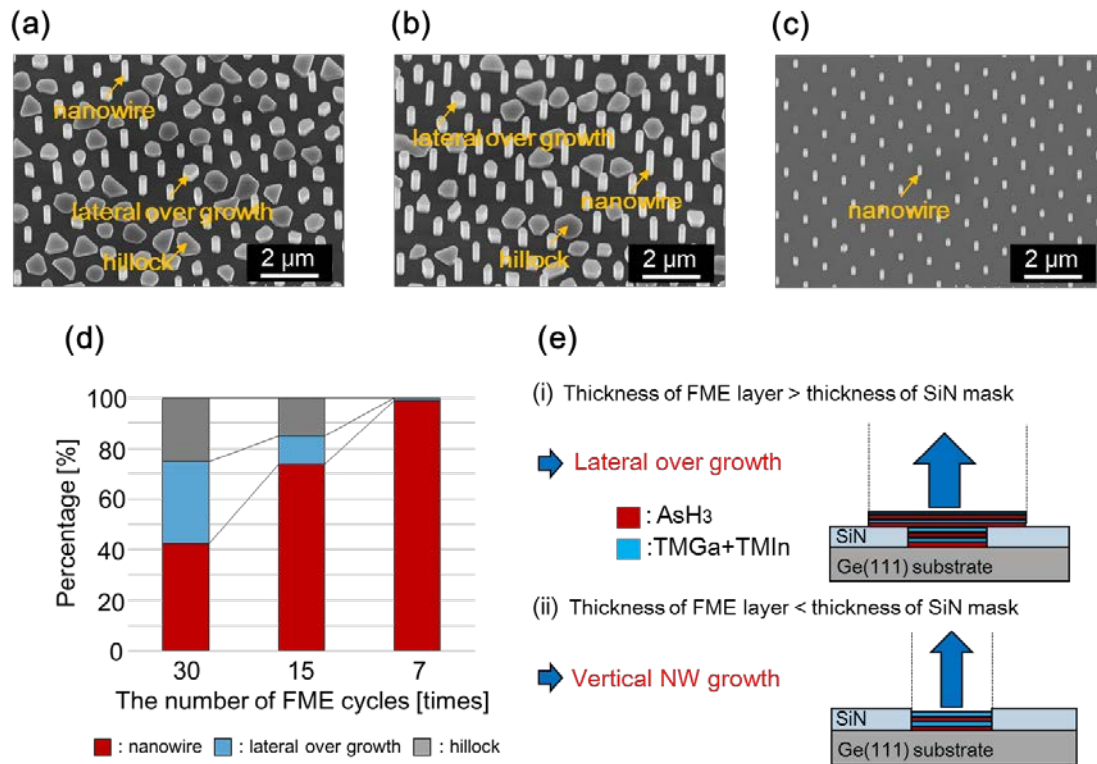 (a)
nanowire
lateral over growth
hillock
2 μm
(b)
lateral over growth
nanowire
hillock
2 μm
(c)
nanowire
2 μm
(d)
Percentage [%]
100
80
60
40
20
0
30 15 7
The number of FME cycles [times]
: nanowire : lateral over growth : hillock
(e)
(i) Thickness of FME layer > thickness of SiN mask
Lateral over growth
: AsH3
:TMGa+TMIn
SiN
Ge(111) substrate
(ii) Thickness of FME layer < thickness of SiN mask
Vertical NW growth
SiN
Ge(111) substrate